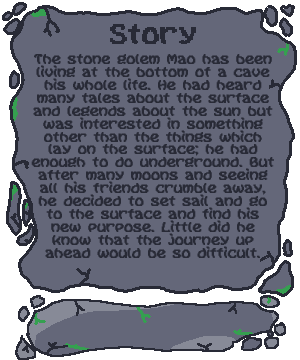 Story
The stone golem Mao has been
living at the bottom of a cave
his whole life. He had heard
many tales about the surface
and legends about the surface but
was interested in something
other than the things which
lay on the surface; he had
enough to do underground. But
after many moons and seeing
all his friends crumble away,
he decided to set sail and go
to the surface and find his
new purpose. Little did he
know that the journey up
ahead would be so difficult.